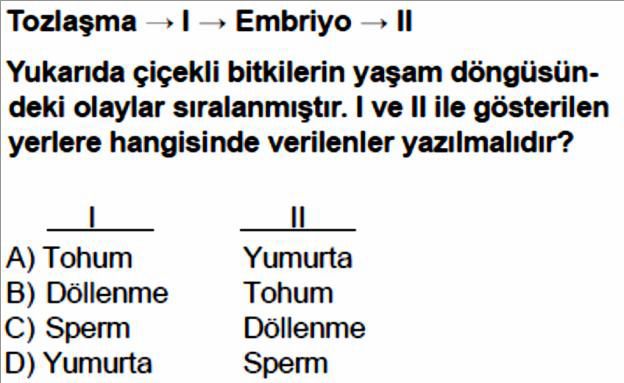 Tozlaşma → I → Embriyo → II
Yukarıda çiçekli bitkilerin yaşam döngüsün-
deki olaylar sıralanmıştır. I ve II ile gösterilen
yerlere hangisinde verilenler yazılmalıdır?
I II
A) Tohum Yumurta
B) Döllenme Tohum
C) Sperm Döllenme
D) Yumurta Sperm